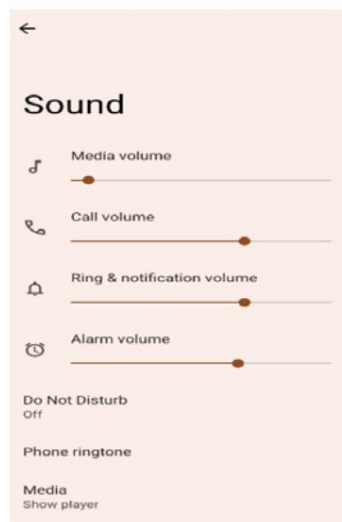 Sound
Media volume
Call volume
Ring & notification volume
Alarm volume
Do Not Disturb
Off
Phone ringtone
Media
Show player